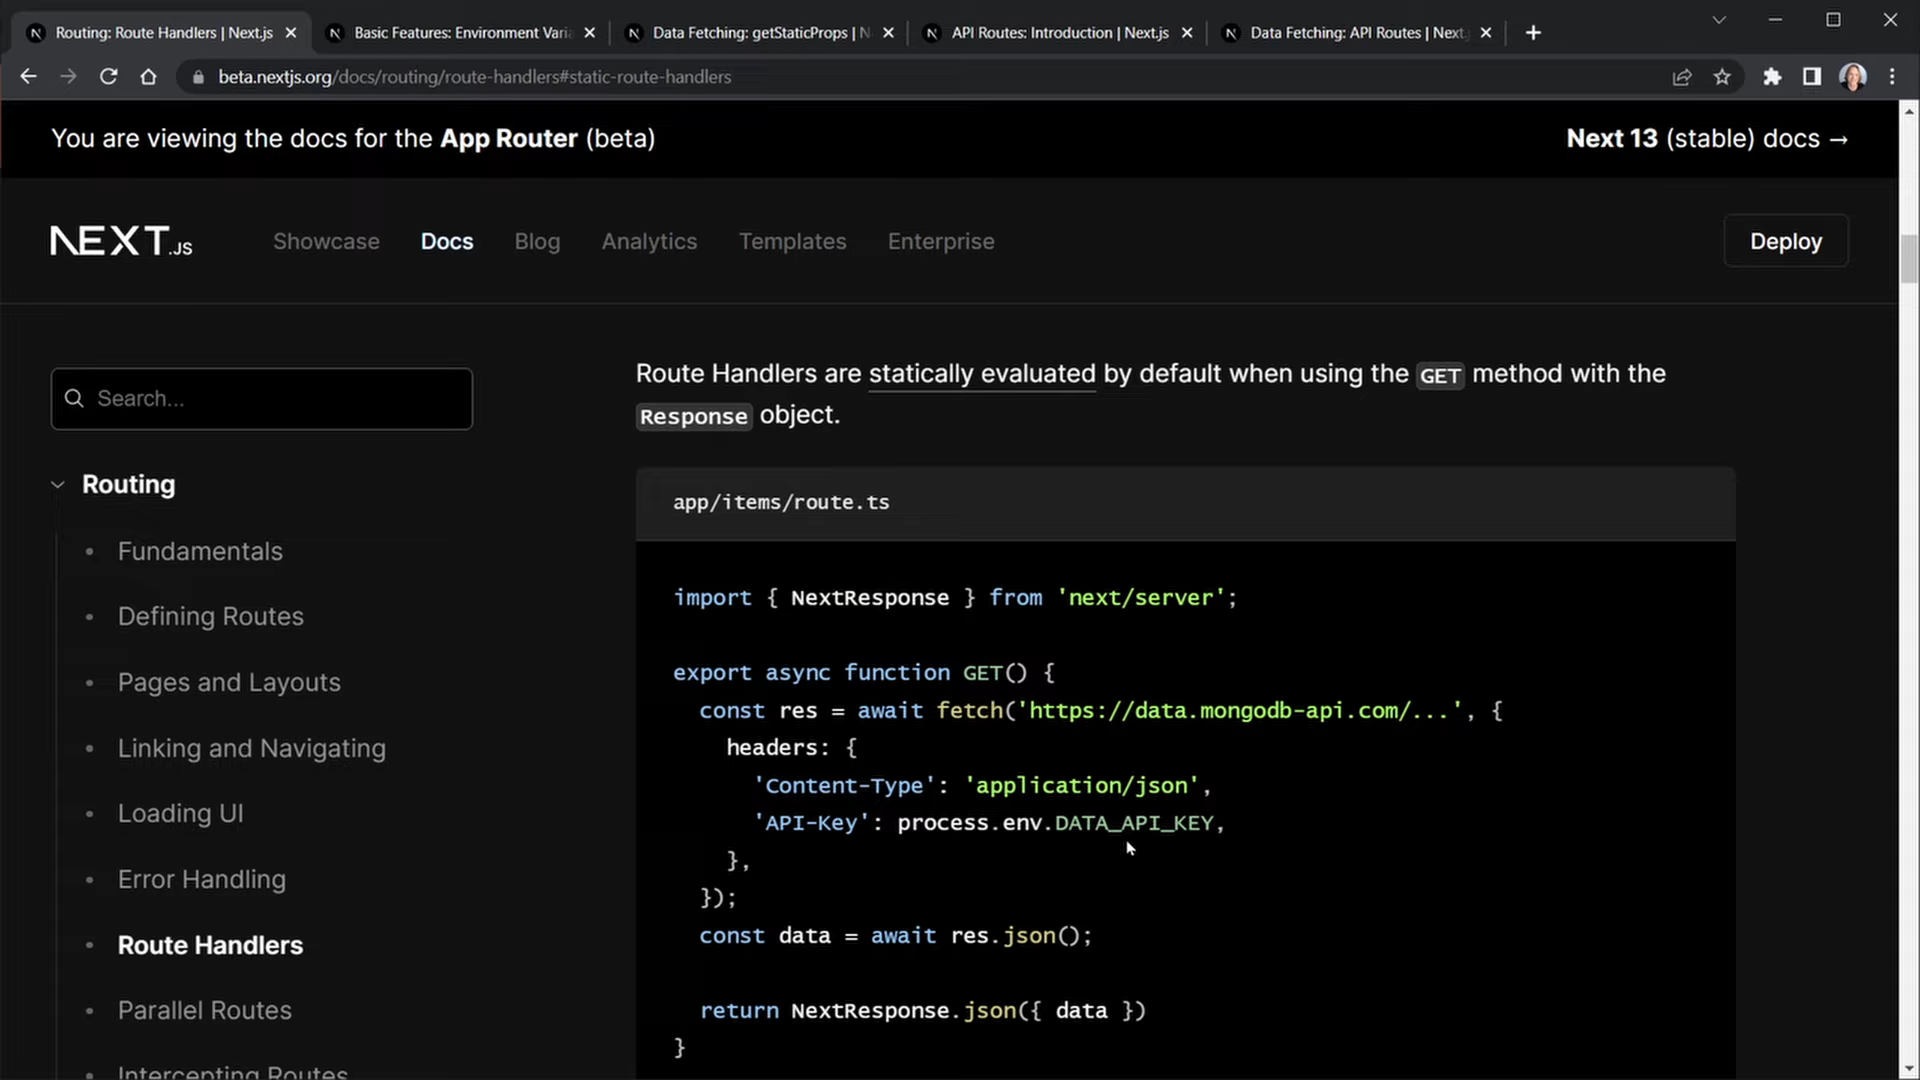 Routing: Route Handlers | Next.js
Basic Features: Environment Varia
Data Fetching: getStaticProps | N
API Routes: Introduction | Next.js
Data Fetching: API Routes | Next.
beta.nextjs.org/docs/routing/route-handlers#static-route-handlers
You are viewing the docs for the App Router (beta)
Next 13 (stable) docs →
NEXT.JS
Showcase
Docs
Blog
Analytics
Templates
Enterprise
Deploy
Search...
Routing
Fundamentals
Defining Routes
Pages and Layouts
Linking and Navigating
Loading UI
Error Handling
Route Handlers
Parallel Routes
Intercepting Routes
Route Handlers are statically evaluated by default when using the GET method with the
Response object.
app/items/route.ts
import { NextResponse } from 'next/server';
export async function GET() {
const res = await fetch('https://data.mongodb-api.com/...', {
headers: {
'Content-Type': 'application/json',
'API-Key': process.env.DATA_API_KEY,
},
});
const data = await res.json();
return NextResponse.json({ data })
}